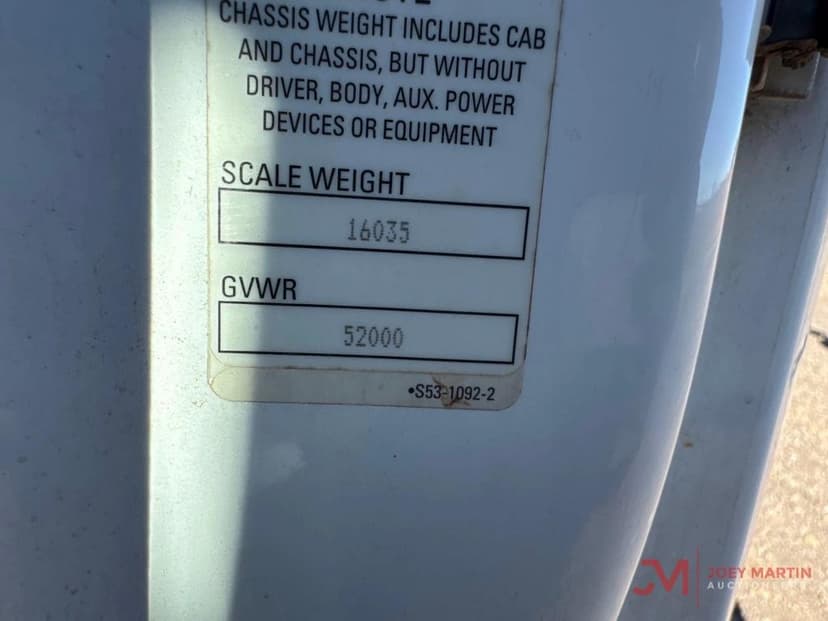 CHASSIS WEIGHT INCLUDES CAB
AND CHASSIS, BUT WITHOUT
DRIVER, BODY, AUX. POWER
DEVICES OR EQUIPMENT
SCALE WEIGHT
16035
GVWR
52000
•S53-1092-2
JM JOEY MARTIN
AUCTIONEERS